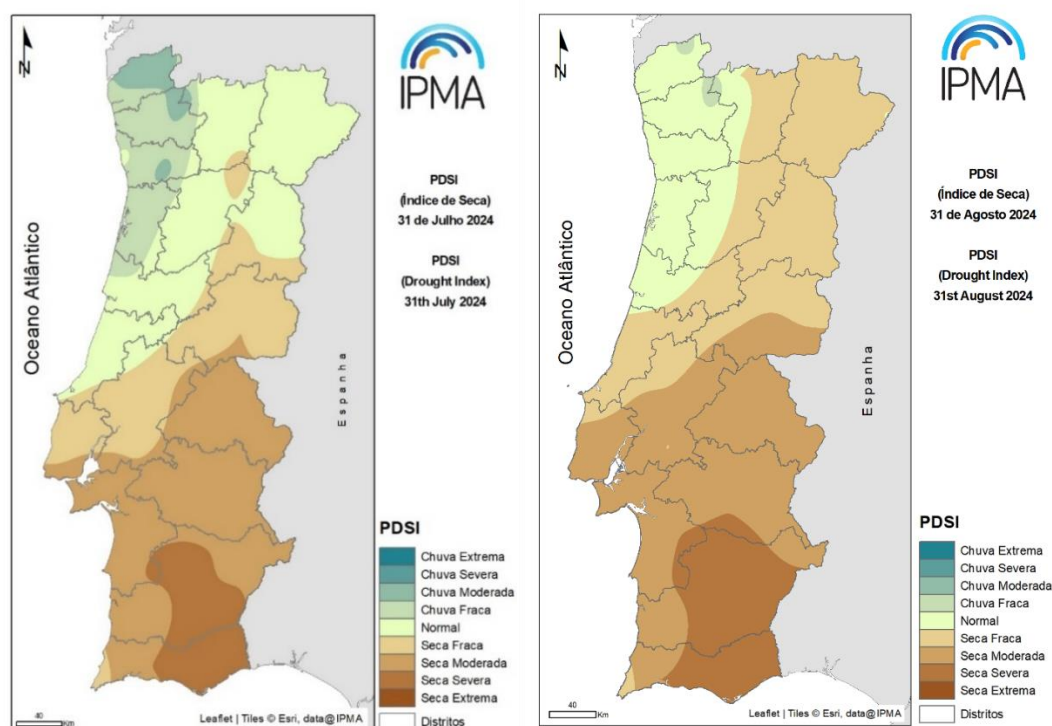 N
IPMA
PDSI
(Índice de Seca)
31 de Julho 2024
PDSI
(Drought Index)
31th July 2024
Oceano Atlântico
Espanha
PDSI
Chuva Extrema
Chuva Severa
Chuva Moderada
Chuva Fraca
Normal
Seca Fraca
Seca Moderada
Seca Severa
Seca Extrema
Distritos
40
Km
Leaflet | Tiles © Esri, data@IPMA
N
IPMA
PDSI
(Índice de Seca)
31 de Agosto 2024
PDSI
(Drought Index)
31st August 2024
Oceano Atlântico
Espanha
PDSI
Chuva Extrema
Chuva Severa
Chuva Moderada
Chuva Fraca
Normal
Seca Fraca
Seca Moderada
Seca Severa
Seca Extrema
Distritos
40
Km
Leaflet | Tiles © Esri, data@IPMA